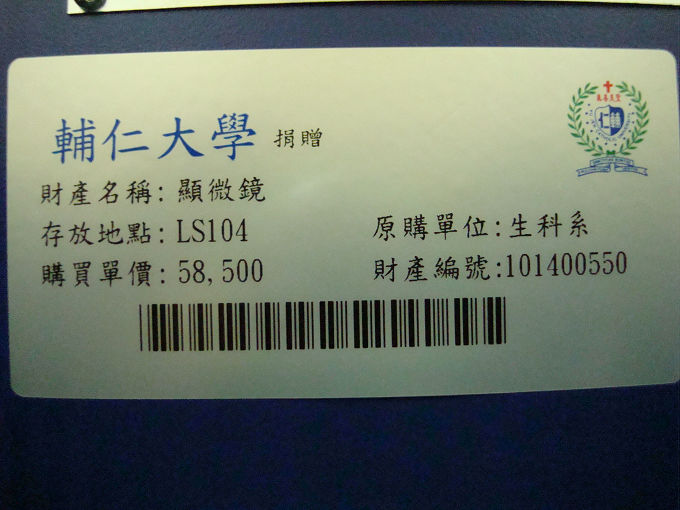 輔仁大學 捐贈
財產名稱: 顯微鏡
存放地點: LS104 原購單位:生科系
購買單價: 58,500 財產編號:101400550